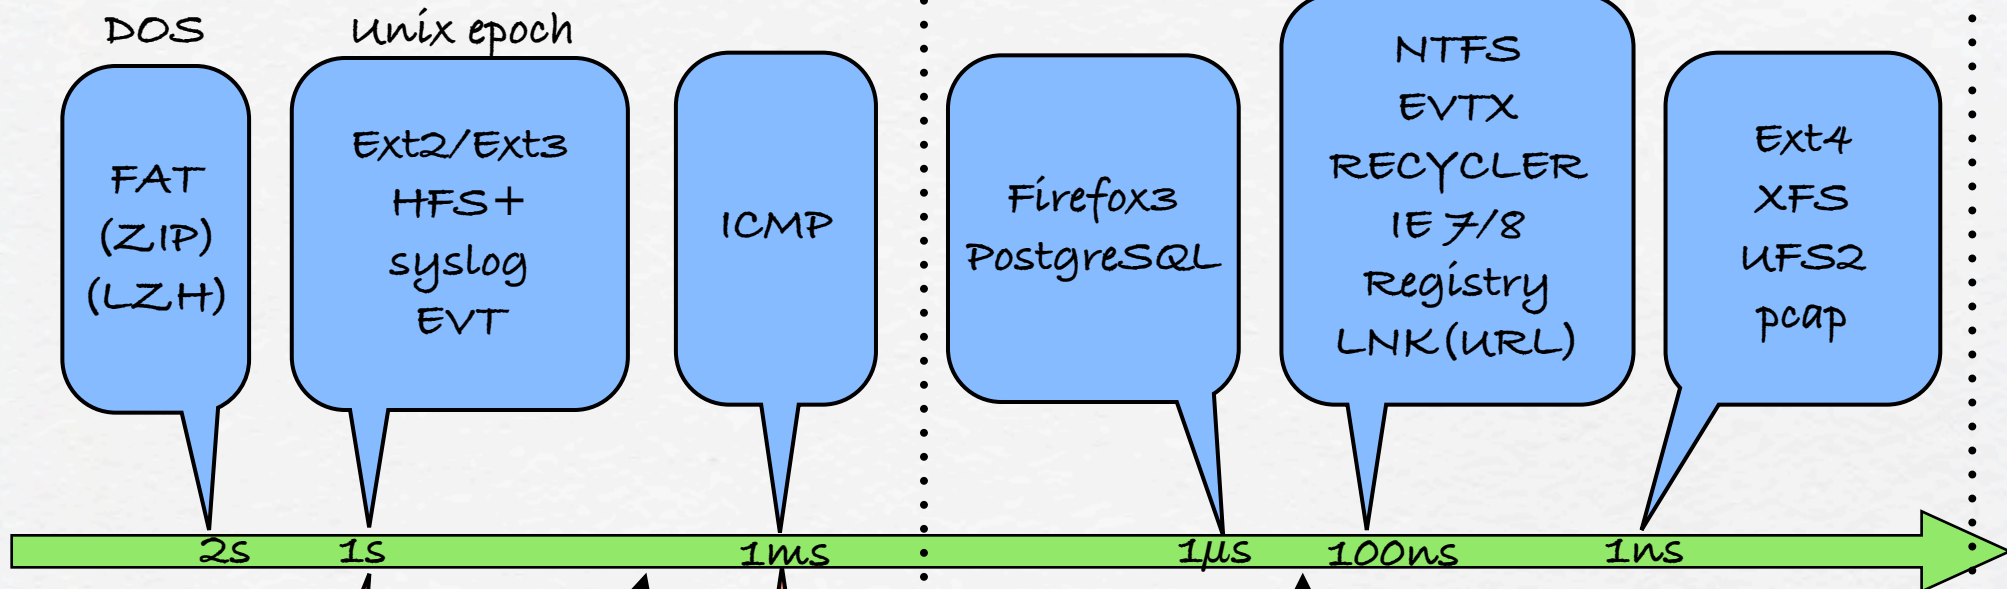 DOS
Unix epoch
FAT
(ZIP)
(LZH)
Ext2/Ext3
HFS+
syslog
EVT
ICMP
Firefox3
PostgreSQL
NTFS
EVTX
RECYCLER
IE 7/8
Registry
LNK(URL)
Ext4
XFS
UFS2
pcap
2s
1s
1ms
1μs
100ns
1ns